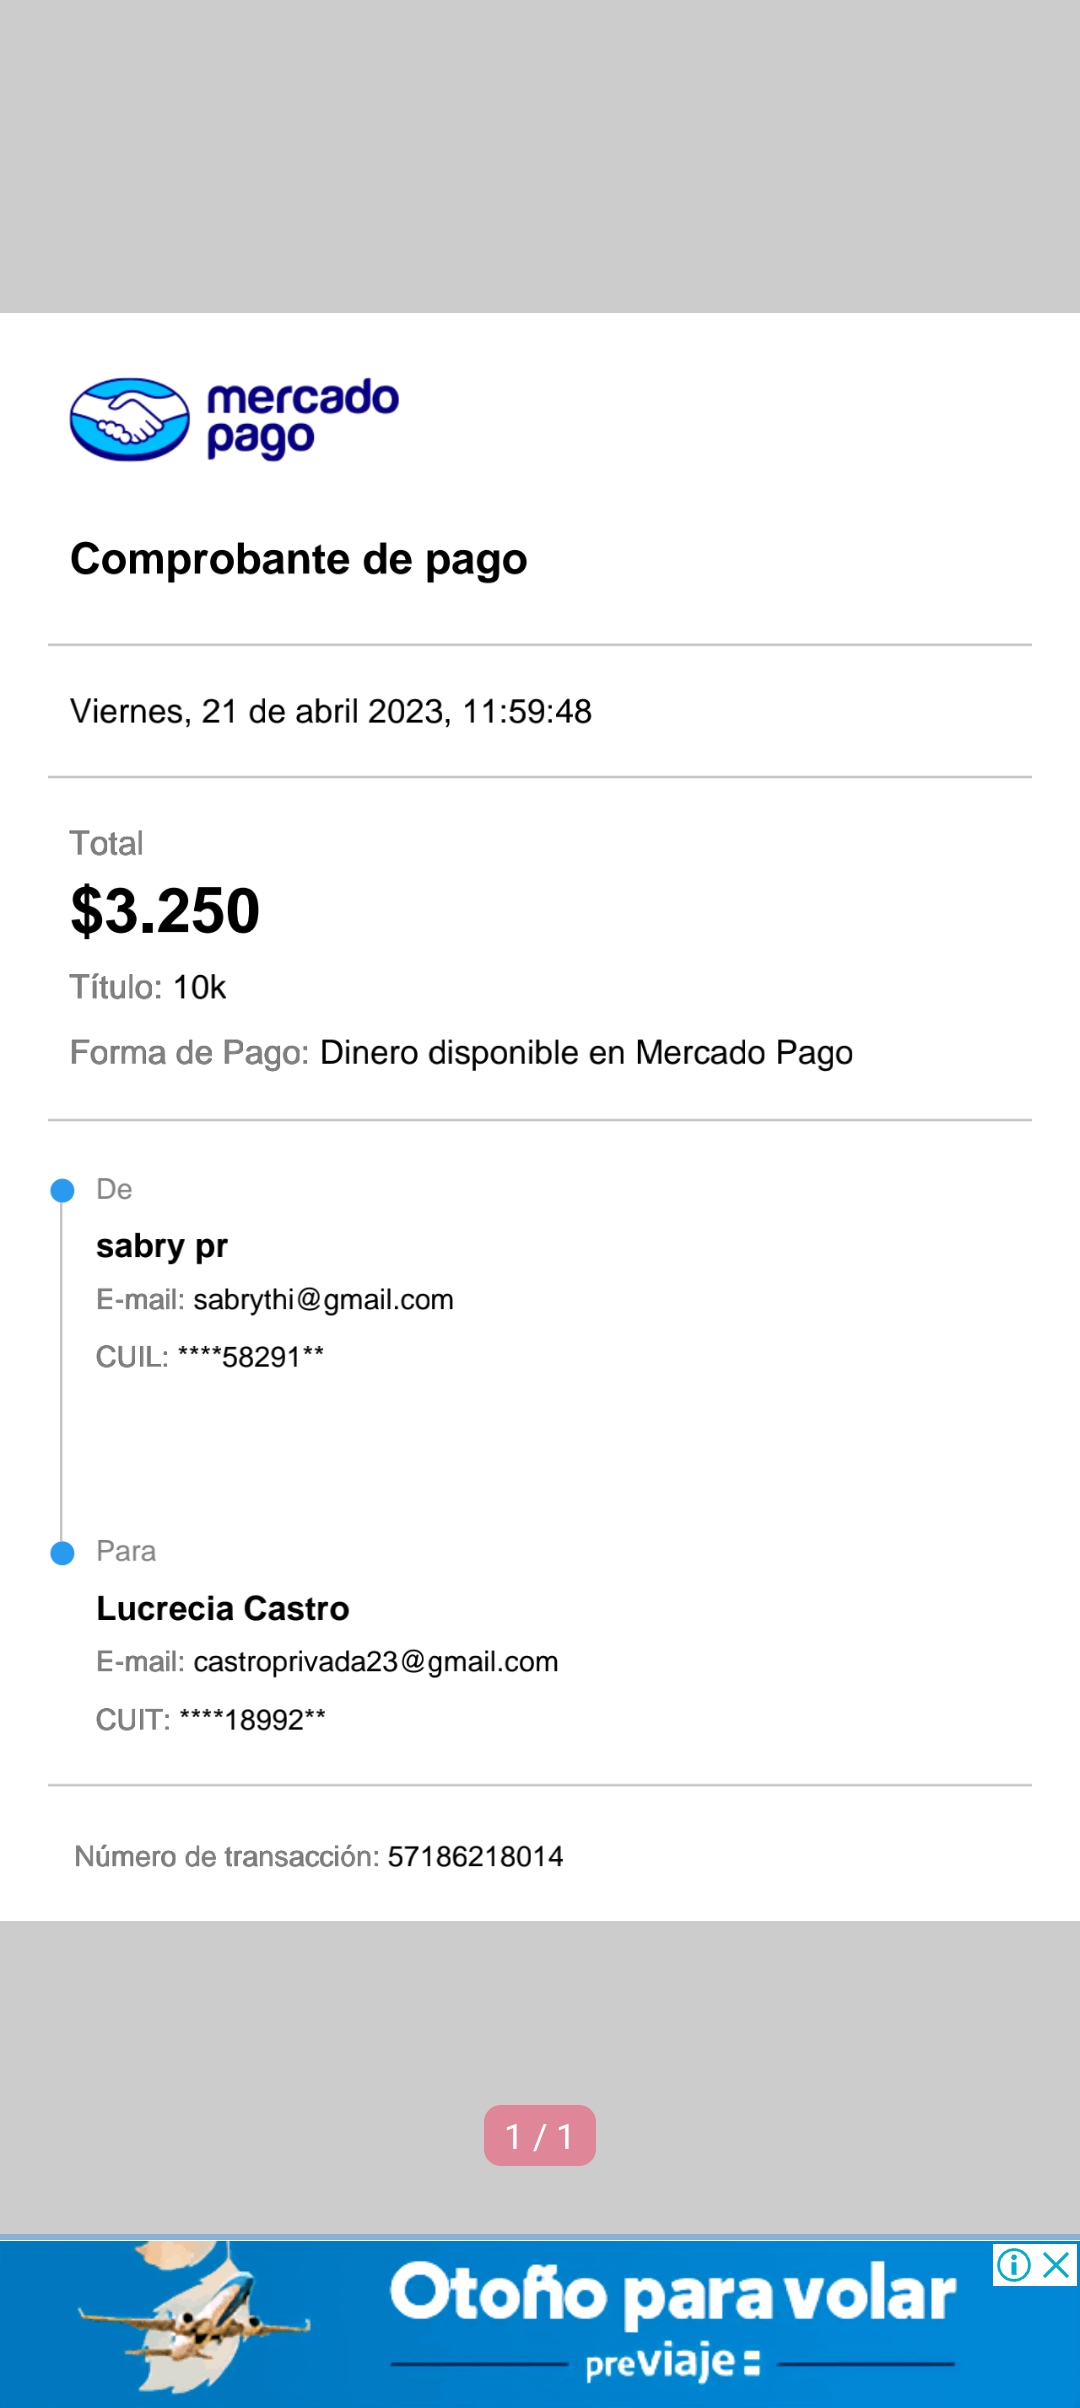 mercado
pago
Comprobante de pago
Viernes, 21 de abril 2023, 11:59:48
Total
$3.250
Título: 10k
Forma de Pago: Dinero disponible en Mercado Pago
De
sabry pr
E-mail: sabrythi@gmail.com
CUIL: ****58291**
Para
Lucrecia Castro
E-mail: castroprivada23@gmail.com
CUIT: ****18992**
Número de transacción: 57186218014
1 / 1
Otoño para volar
previaje